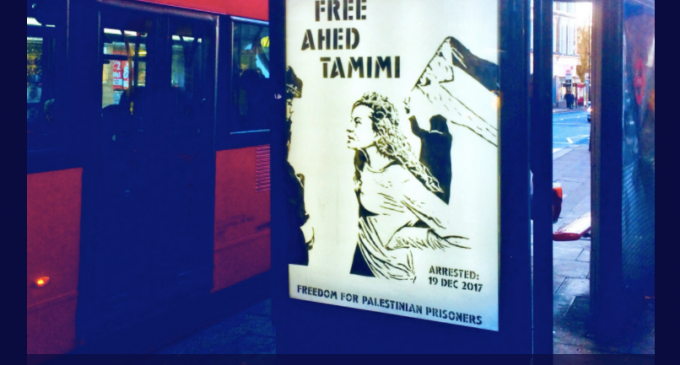 FREE
AHED
TAMIMI
ARRESTED:
19 DEC 2017
FREEDOM FOR PALESTINIAN PRISONERS